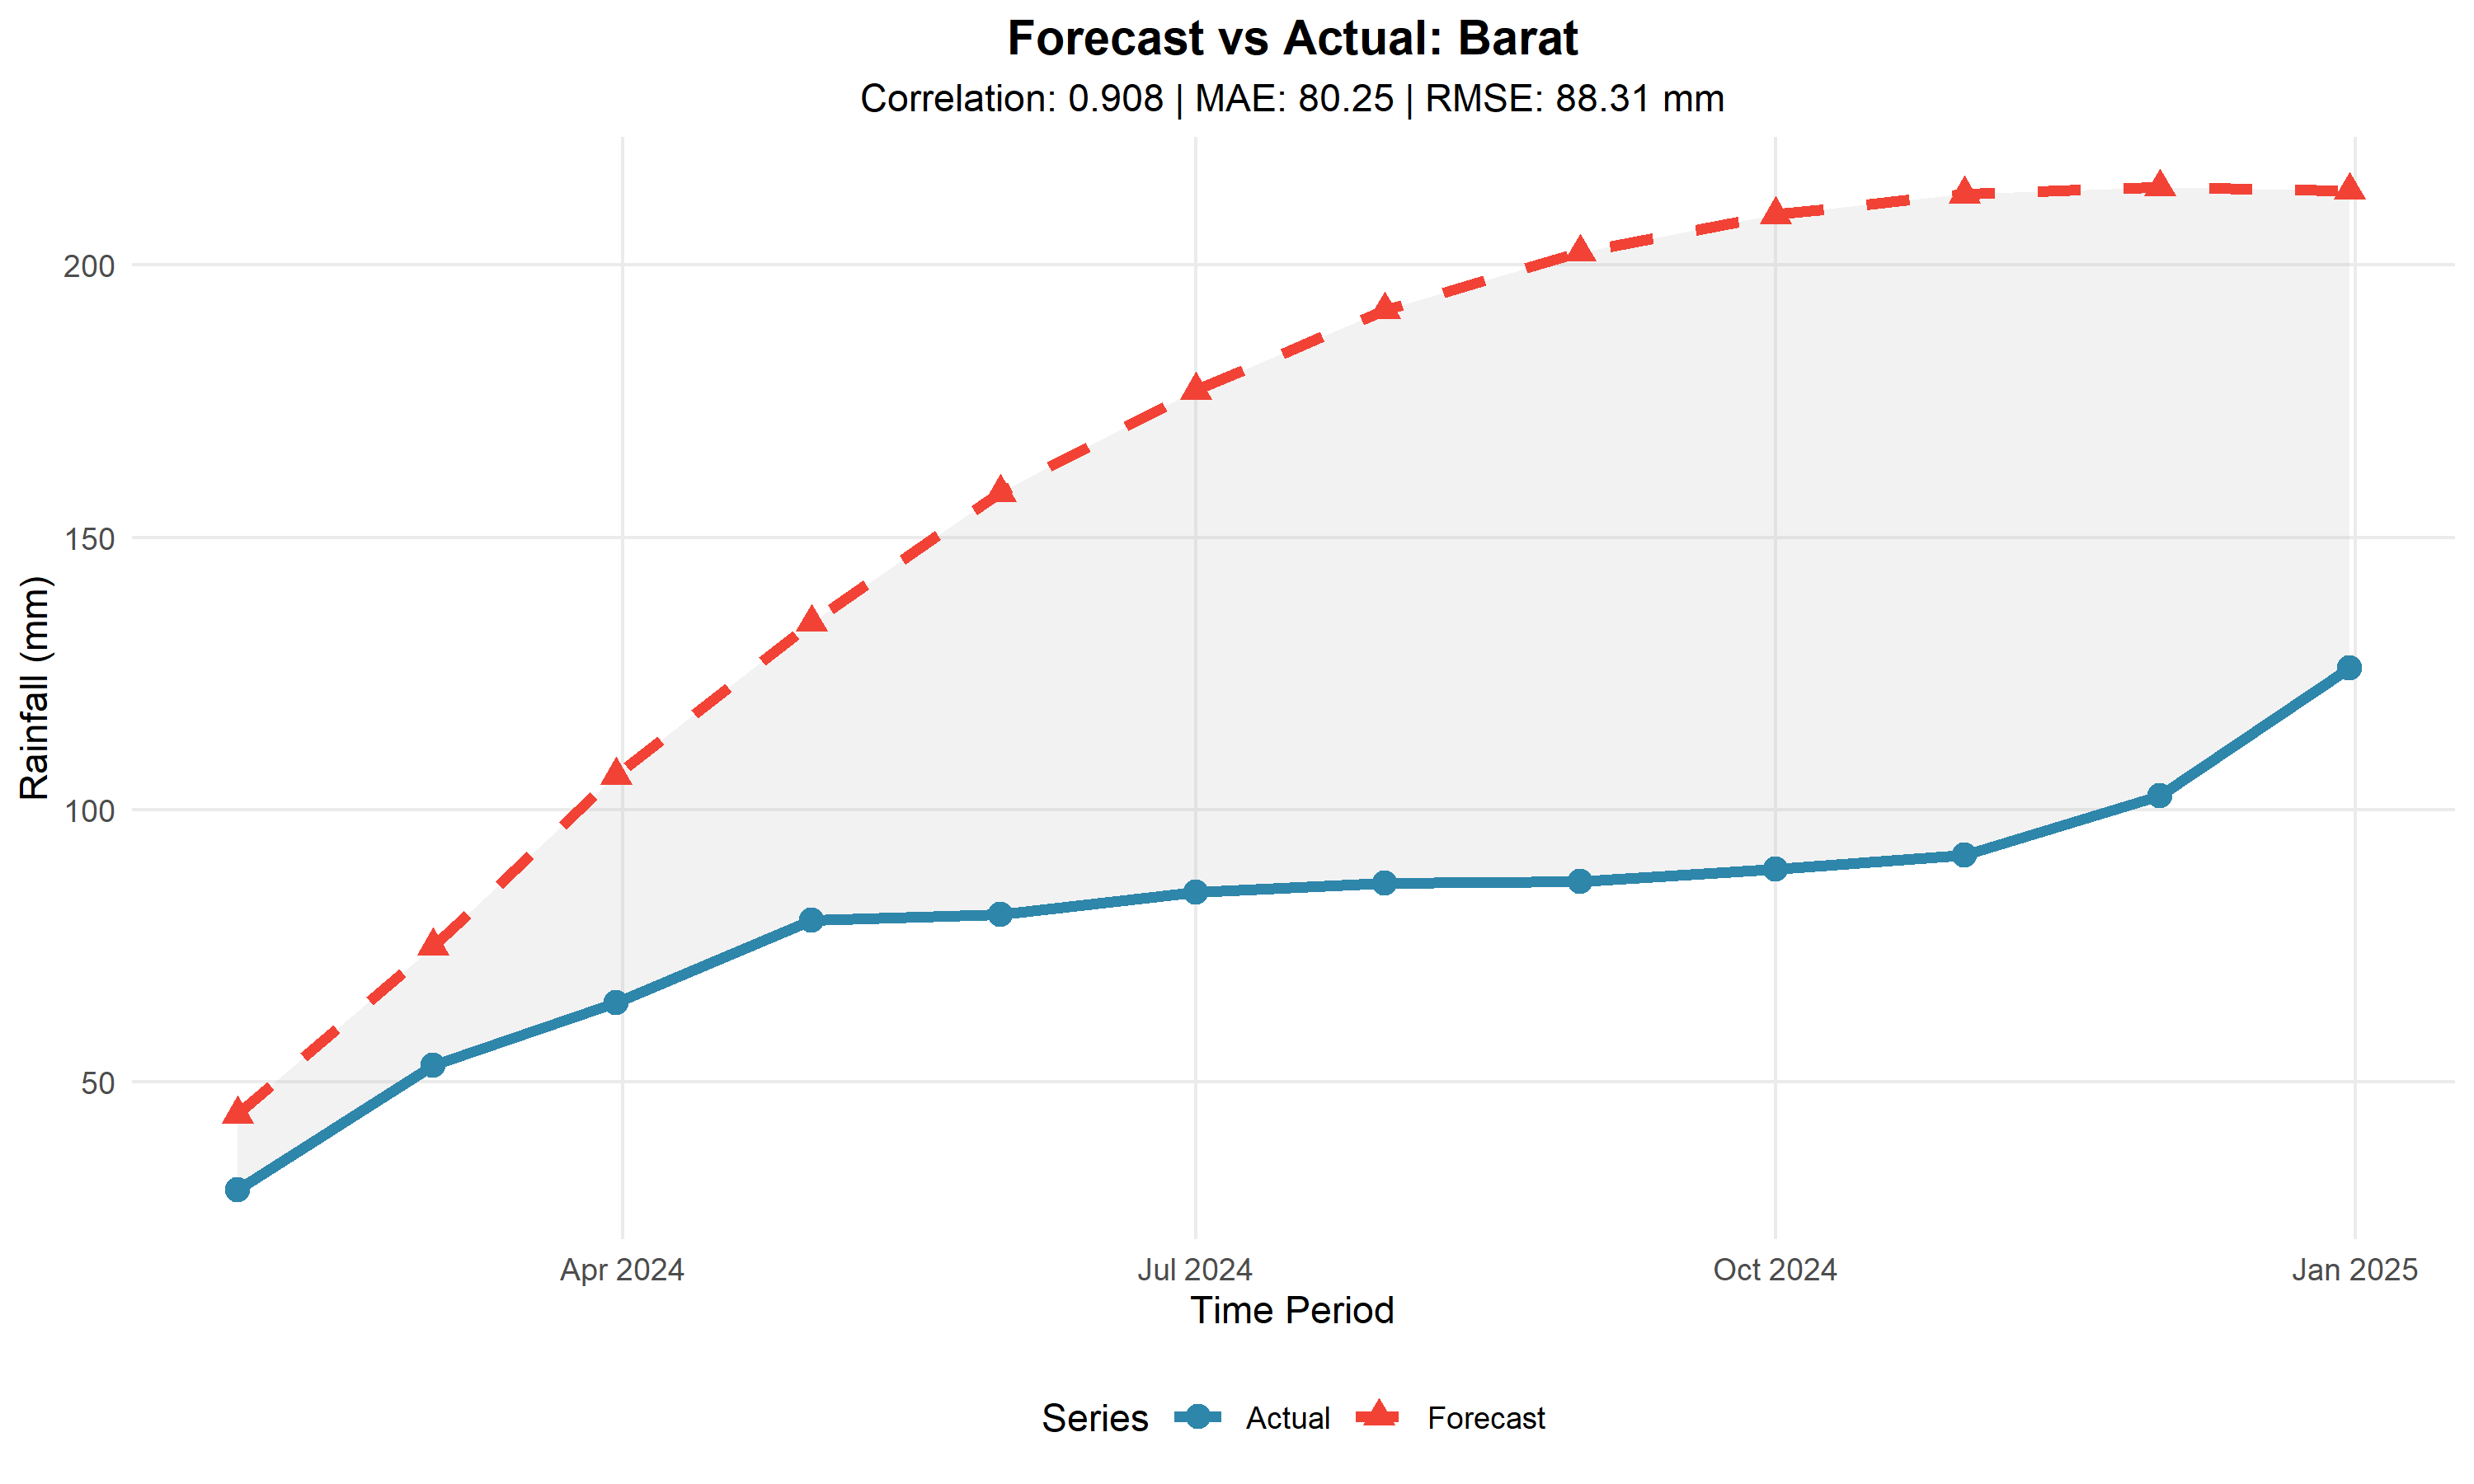 Forecast vs Actual: Barat
Correlation: 0.908 | MAE: 80.25 | RMSE: 88.31 mm
Rainfall (mm)
200
150
100
50
Apr 2024 Jul 2024 Oct 2024 Jan 2025
Time Period
Series Actual Forecast